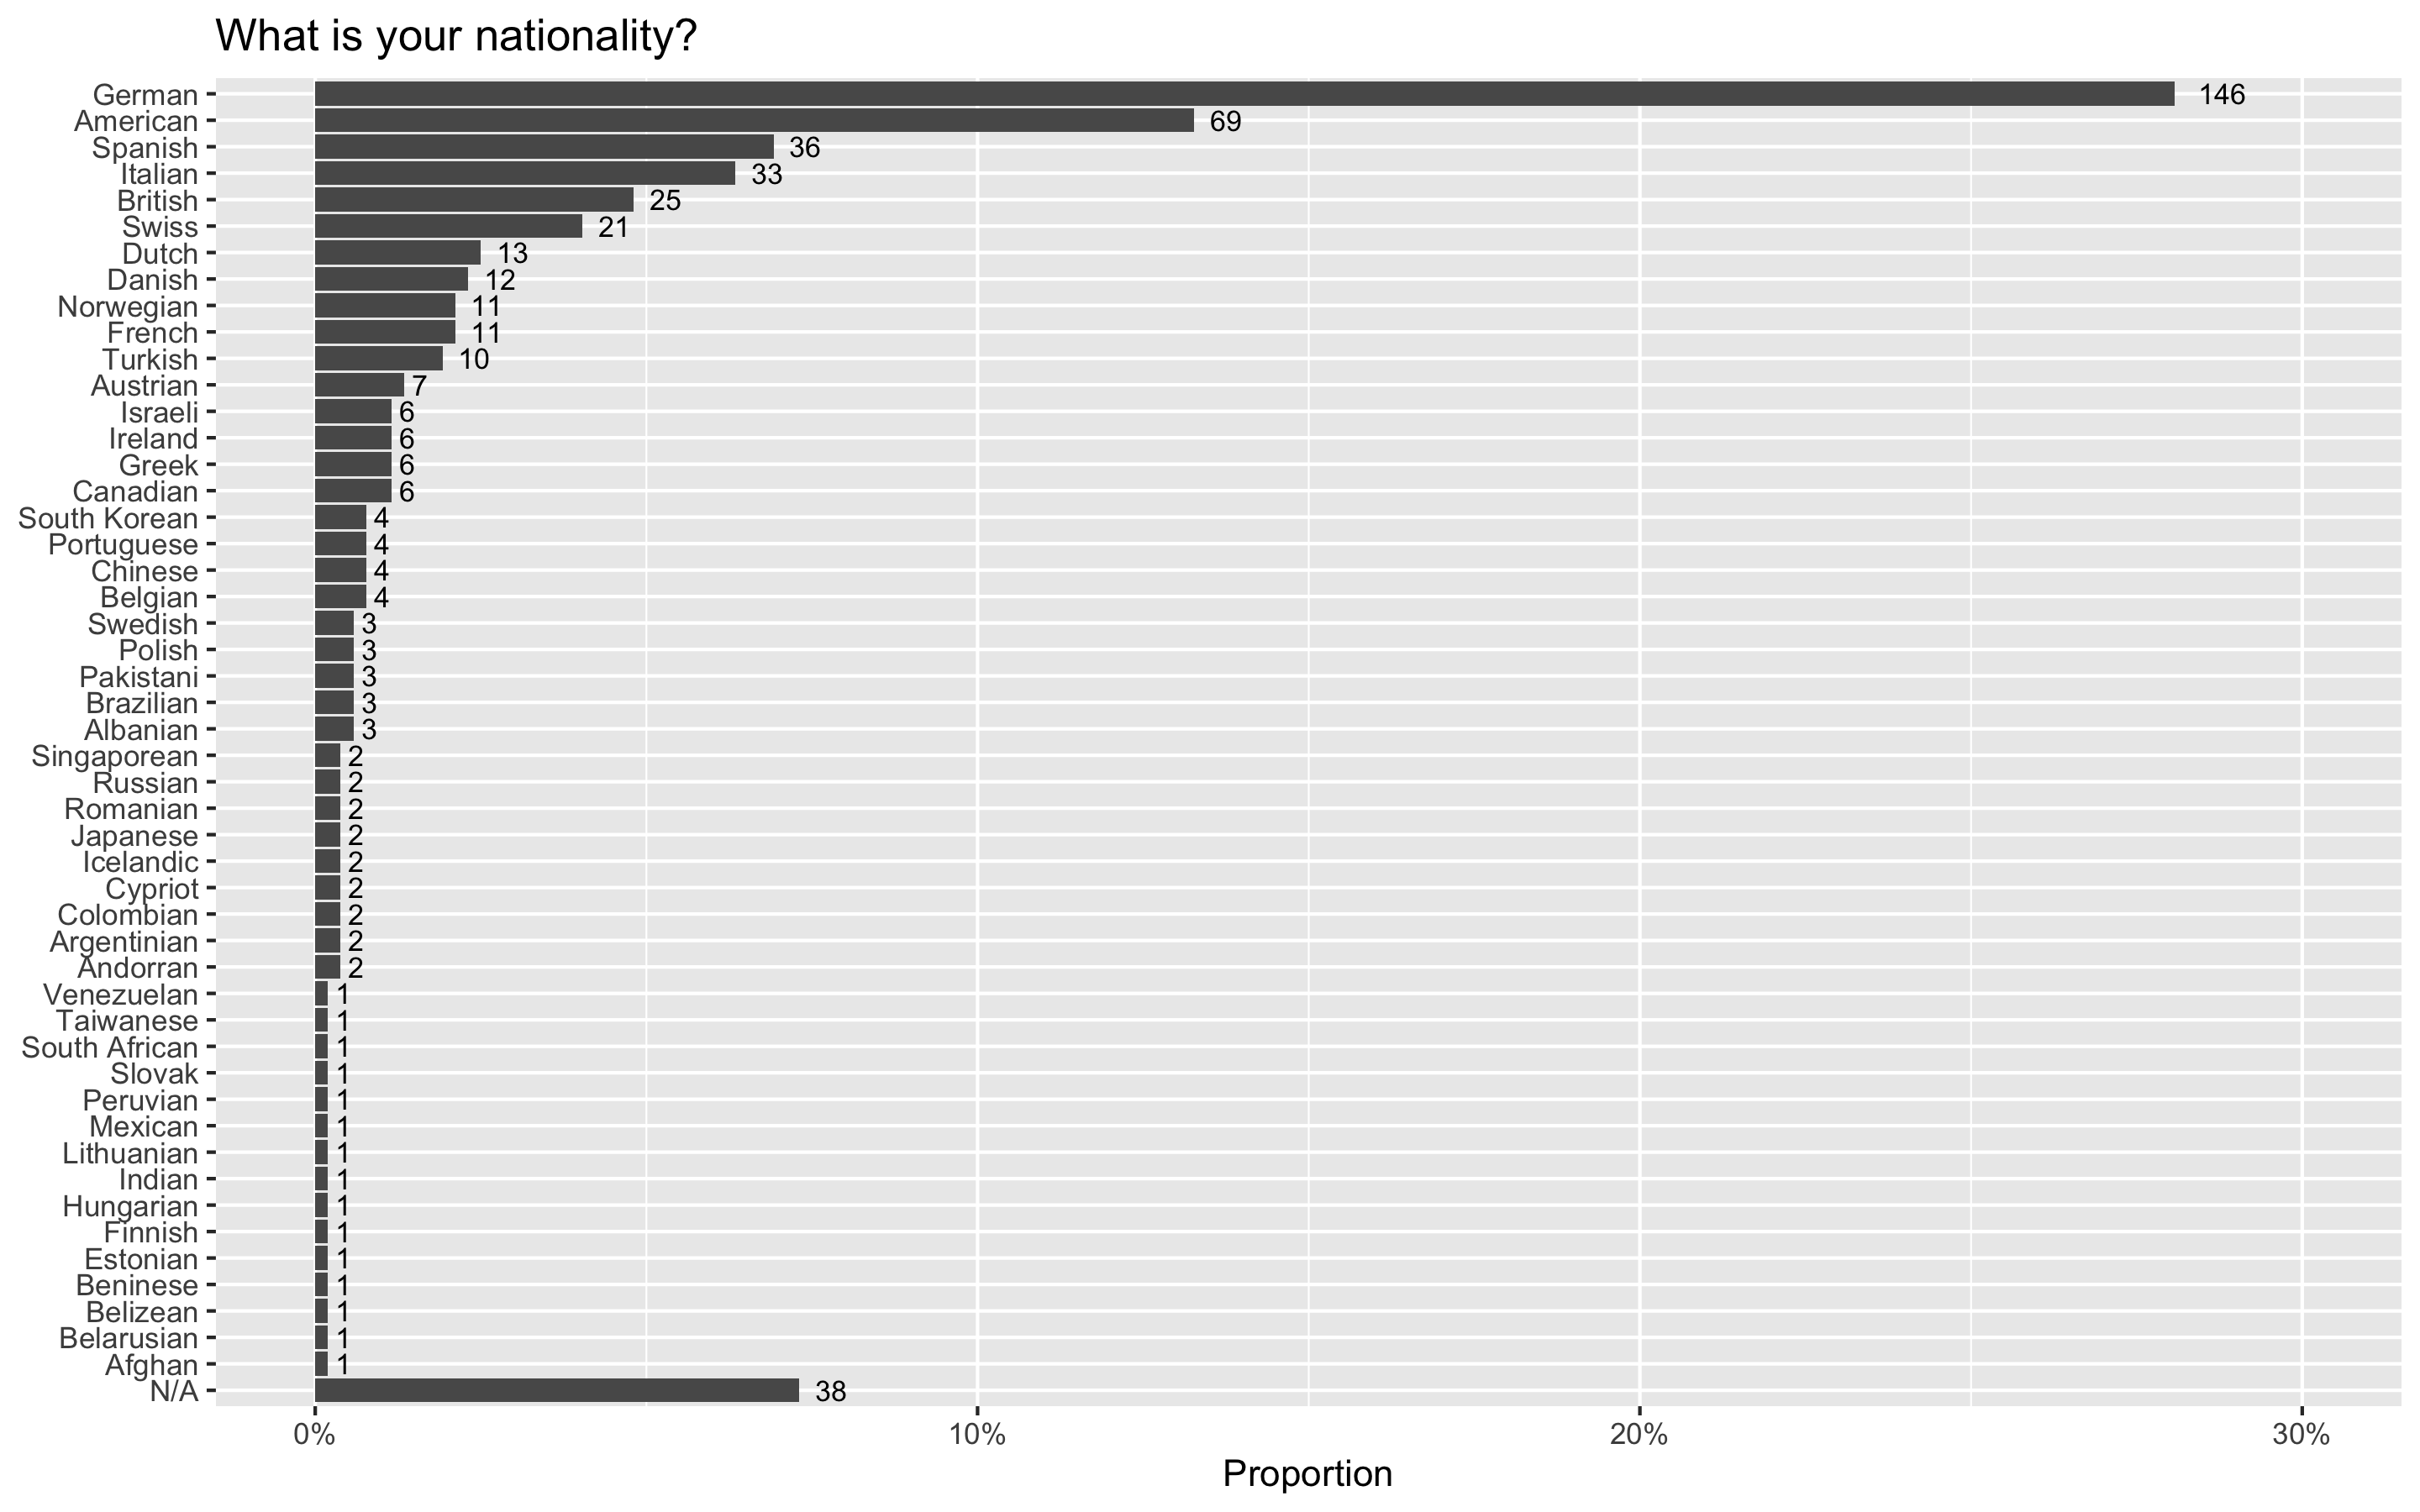 What is your nationality?
German 146
American 69
Spanish 36
Italian 33
British 25
Swiss 21
Dutch 13
Danish 12
Norwegian 11
French 11
Turkish 10
Austrian 7
Israeli 6
Ireland 6
Greek 6
Canadian 6
South Korean 4
Portuguese 4
Chinese 4
Belgian 4
Swedish 3
Polish 3
Pakistani 3
Brazilian 3
Albanian 3
Singaporean 2
Russian 2
Romanian 2
Japanese 2
Icelandic 2
Cypriot 2
Colombian 2
Argentinian 2
Andorran 2
Venezuelan 1
Taiwanese 1
South African 1
Slovak 1
Peruvian 1
Mexican 1
Lithuanian 1
Indian 1
Hungarian 1
Finnish 1
Estonian 1
Beninese 1
Belizean 1
Belarusian 1
Afghan 1
N/A 38
0% 10% 20% 30%
Proportion